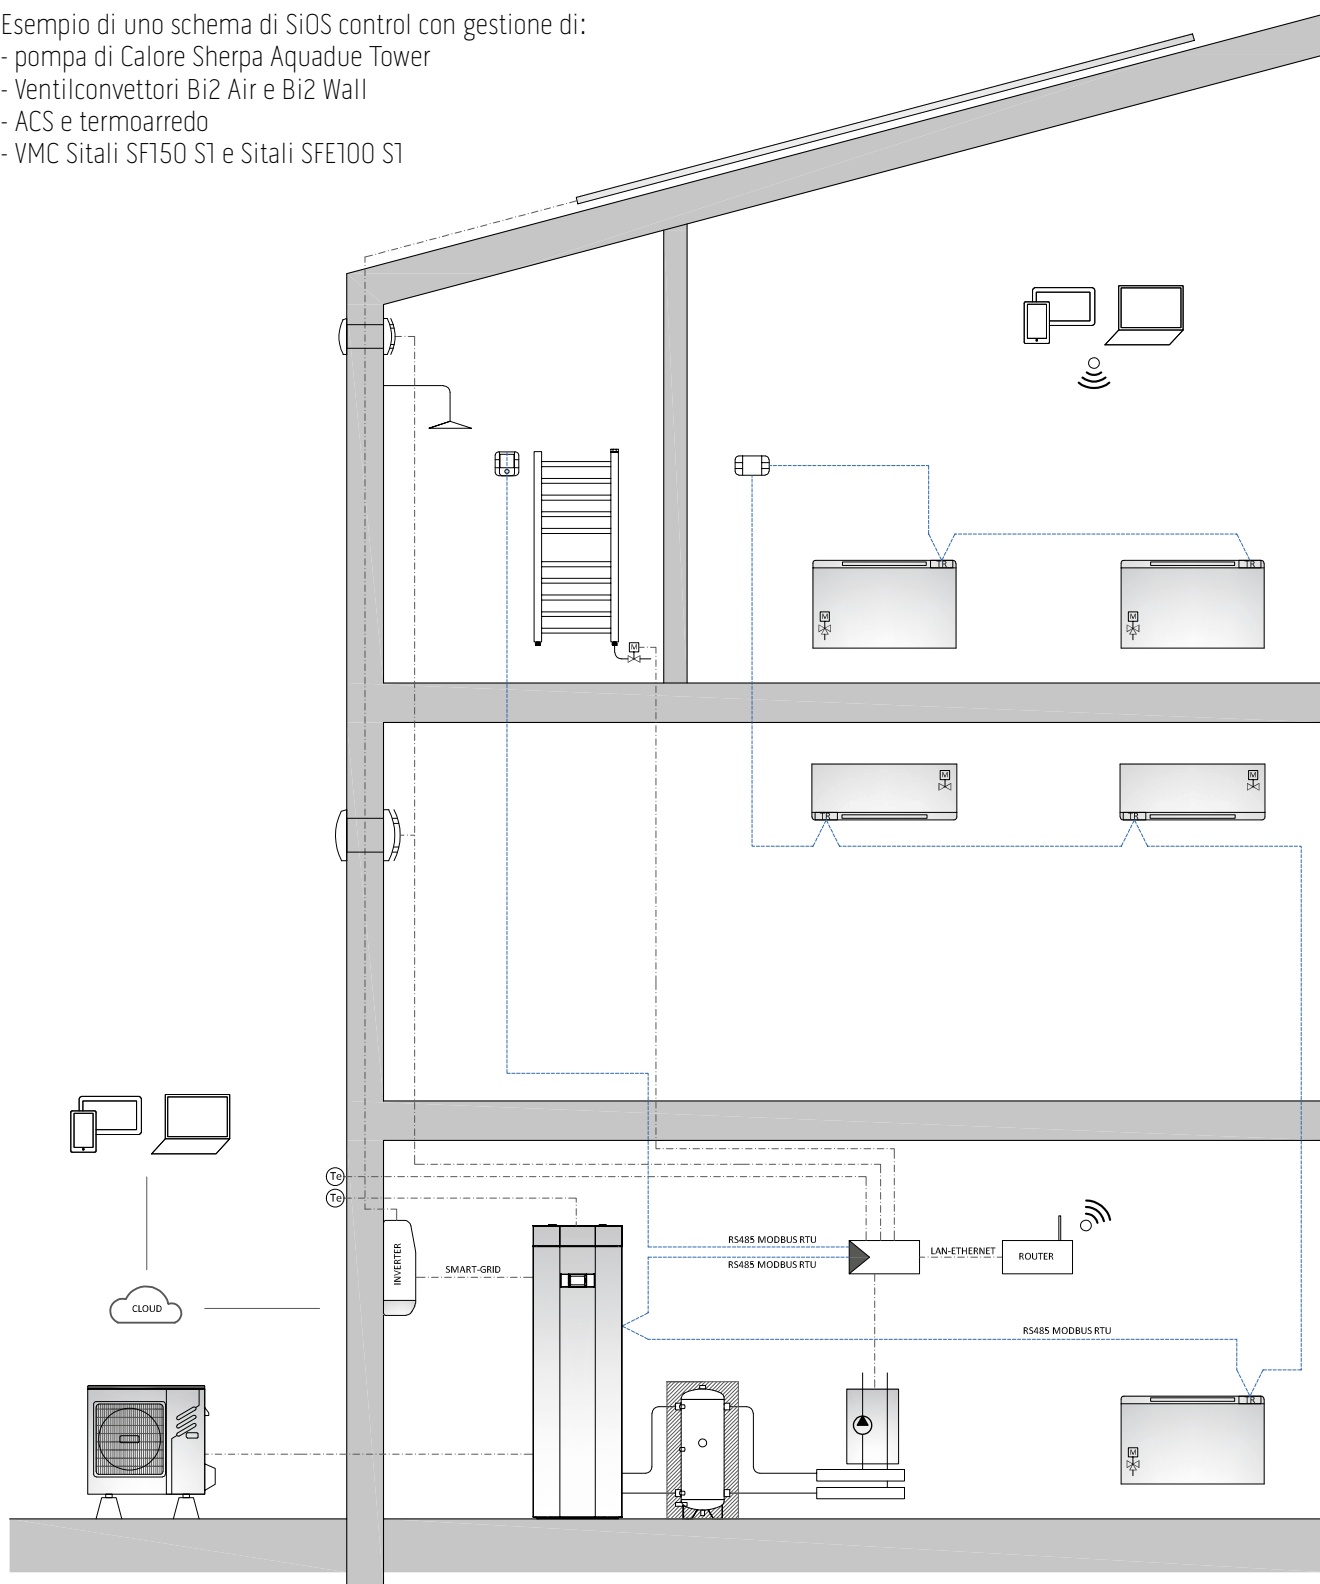 Esempio di uno schema di SiOS control con gestione di:
- pompa di Calore Sherpa Aquadue Tower
- Ventilconvettori Bi2 Air e Bi2 Wall
- ACS e termoarredo
- VMC Sitali SF150 S1 e Sitali SFE100 S1
TR
TR
M
M
M
M
M
TR
TR
Te
Te
INVERTER
SMART-GRID
RS485 MODBUS RTU
RS485 MODBUS RTU
LAN-ETHERNET
ROUTER
CLOUD
RS485 MODBUS RTU
TR
M